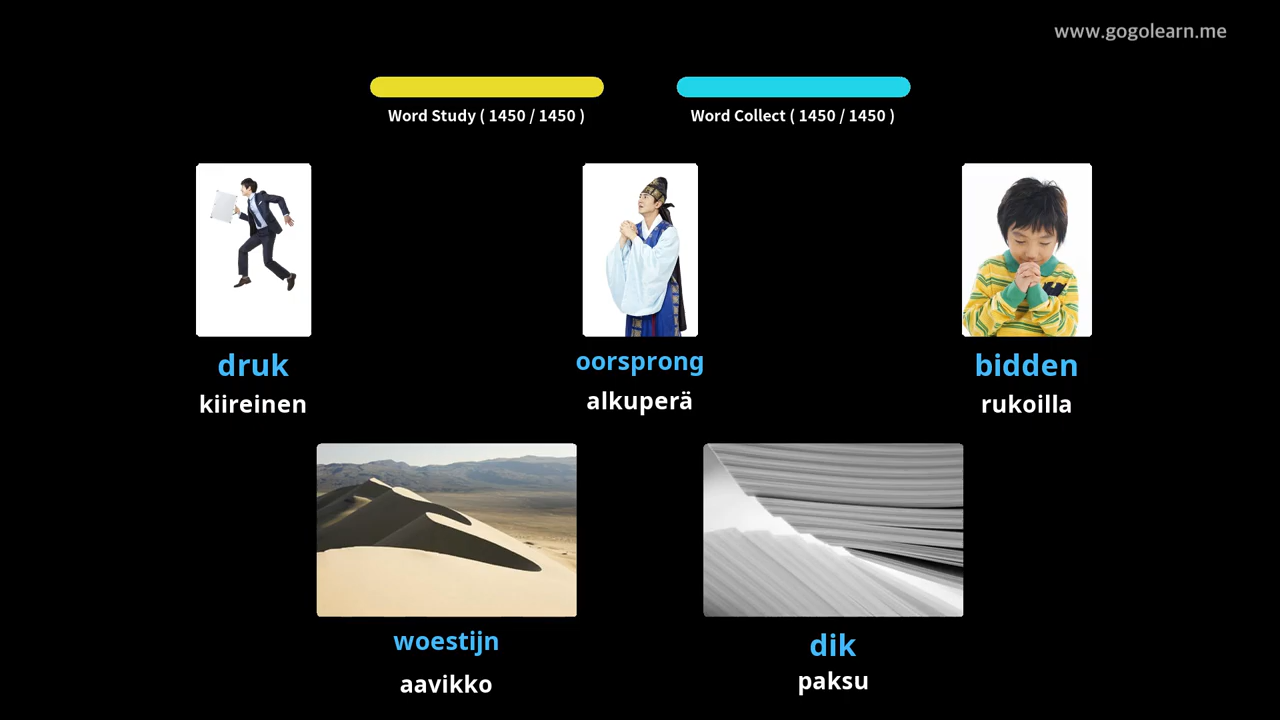 www.gogolearn.me
Word Study ( 1450 / 1450 )
Word Collect ( 1450 / 1450 )
druk
kiireinen
oorsprong
alkuperä
bidden
rukoilla
woestijn
aavikko
dik
paksu